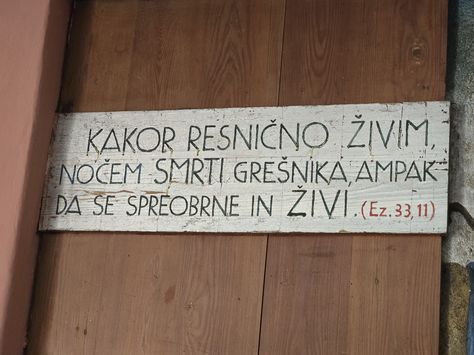 KAKOR RESNIČNO ŽIVIM,
NOČEM SMRTI GREŠNIKA, AMPAK
DA SE SPREOBRNE IN ŽIVI. (Ez. 33, 11)